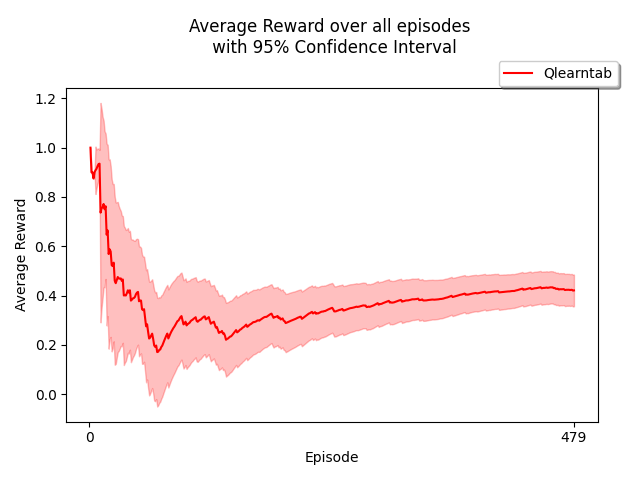 Average Reward over all episodes
with 95% Confidence Interval
Qlearntab
1.2
1.0
0.8
0.6
0.4
0.2
0.0
Average Reward
0
479
Episode